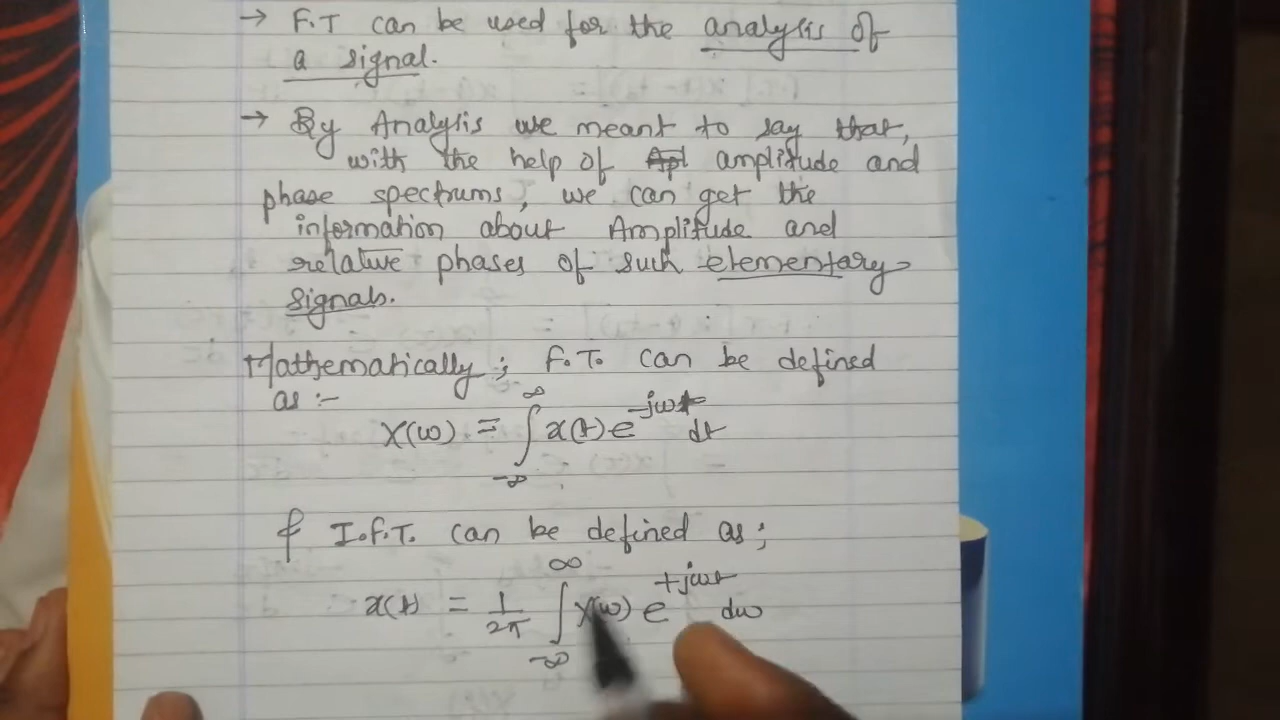 → F.T can be used for the analysis of
a signal.
→ By Analysis we meant to say that,
with the help of amplitude and
phase spectrums, we can get the
information about Amplitude and
relative phases of such elementary
signals.
Mathematically; F.T. can be defined
as :-
X(ω) = ∫_{-∞}^{∞} x(t) e^{-jωt} dt
& I.F.T. can be defined as;
x(t) = 1/2π ∫_{-∞}^{∞} X(ω) e^{+jωt} dω